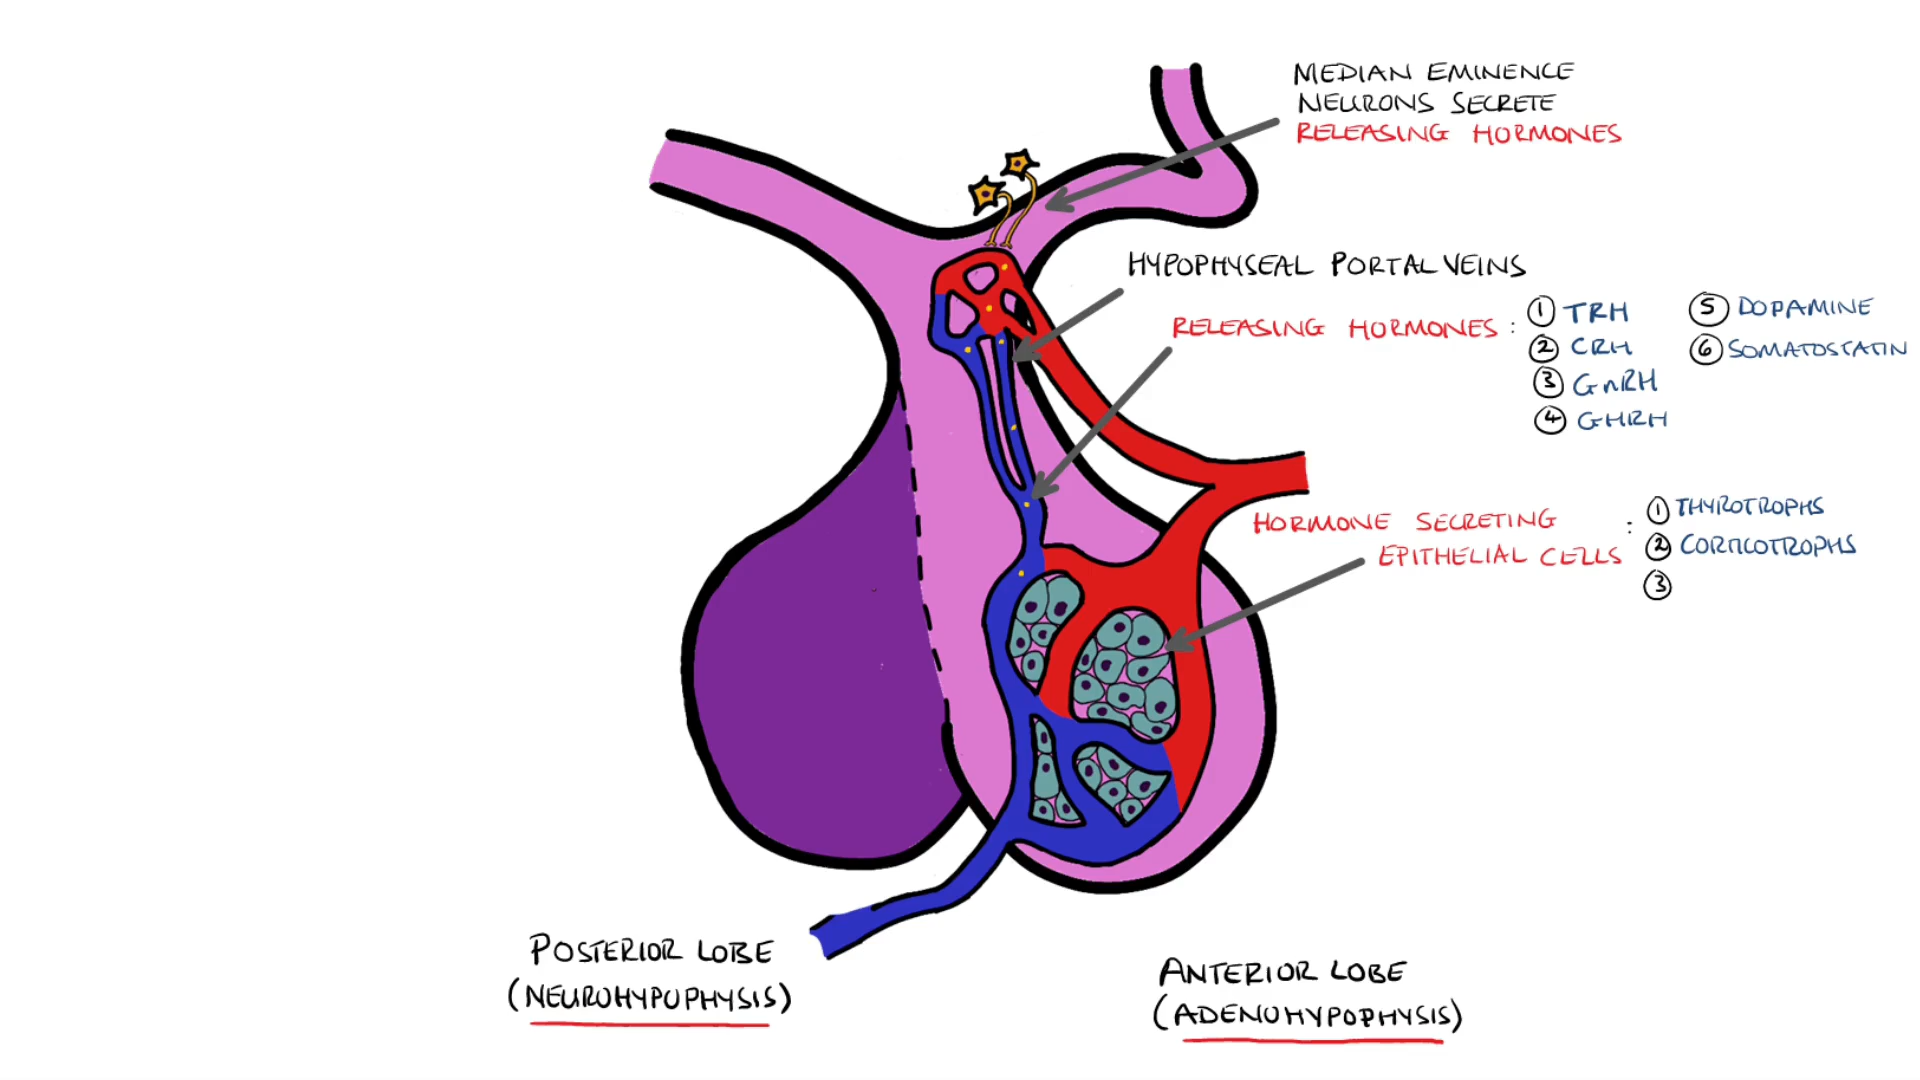 MEDIAN EMINENCE
NEURONS SECRETE
RELEASING HORMONES
HYPOPHYSEAL PORTAL VEINS
RELEASING HORMONES :
① TRH
② CRH
③ GnRH
④ GHRH
⑤ DOPAMINE
⑥ SOMATOSTATIN
HORMONE SECRETING
EPITHELIAL CELLS :
① THYROTROPHS
② CORTICOTROPHS
③
POSTERIOR LOBE
(NEUROHYPOPHYSIS)
ANTERIOR LOBE
(ADENOHYPOPHYSIS)